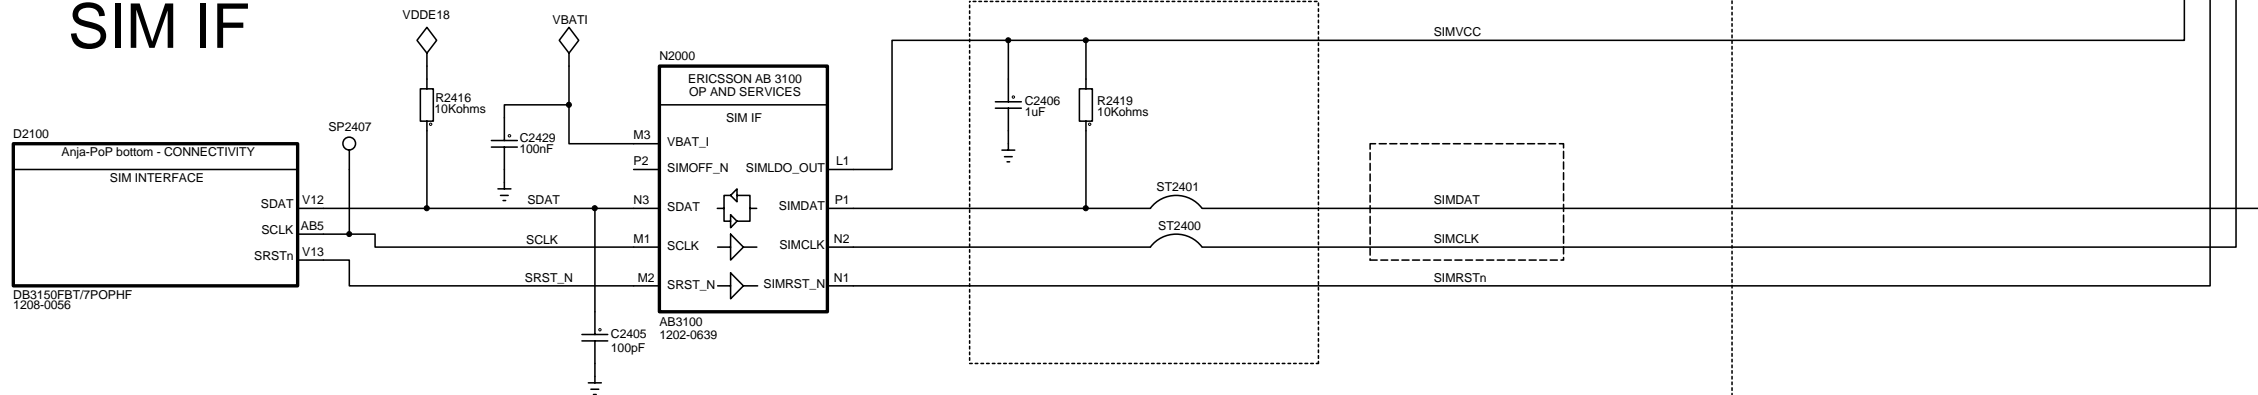 SIM IF
VDDE18
VBATI
SIMVCC
N2000
ERICSSON AB 3100
OP AND SERVICES
SIM IF
R2416
10Kohms
C2406
1uF
R2419
10Kohms
D2100
SP2407
C2429
100nF
M3
VBAT_I
Anja-PoP bottom - CONNECTIVITY
SIM INTERFACE
P2
SIMOFF_N
SIMLDO_OUT
L1
SDAT
V12
SDAT
N3
SDAT
SIMDAT
P1
ST2401
SIMDAT
SCLK
AB5
SCLK
M1
SCLK
SIMCLK
N2
ST2400
SIMCLK
SRSTn
V13
SRST_N
M2
SRST_N
SIMRST_N
N1
SIMRSTn
DB3150FBT/7POPHF
1208-0056
AB3100
1202-0639
C2405
100pF